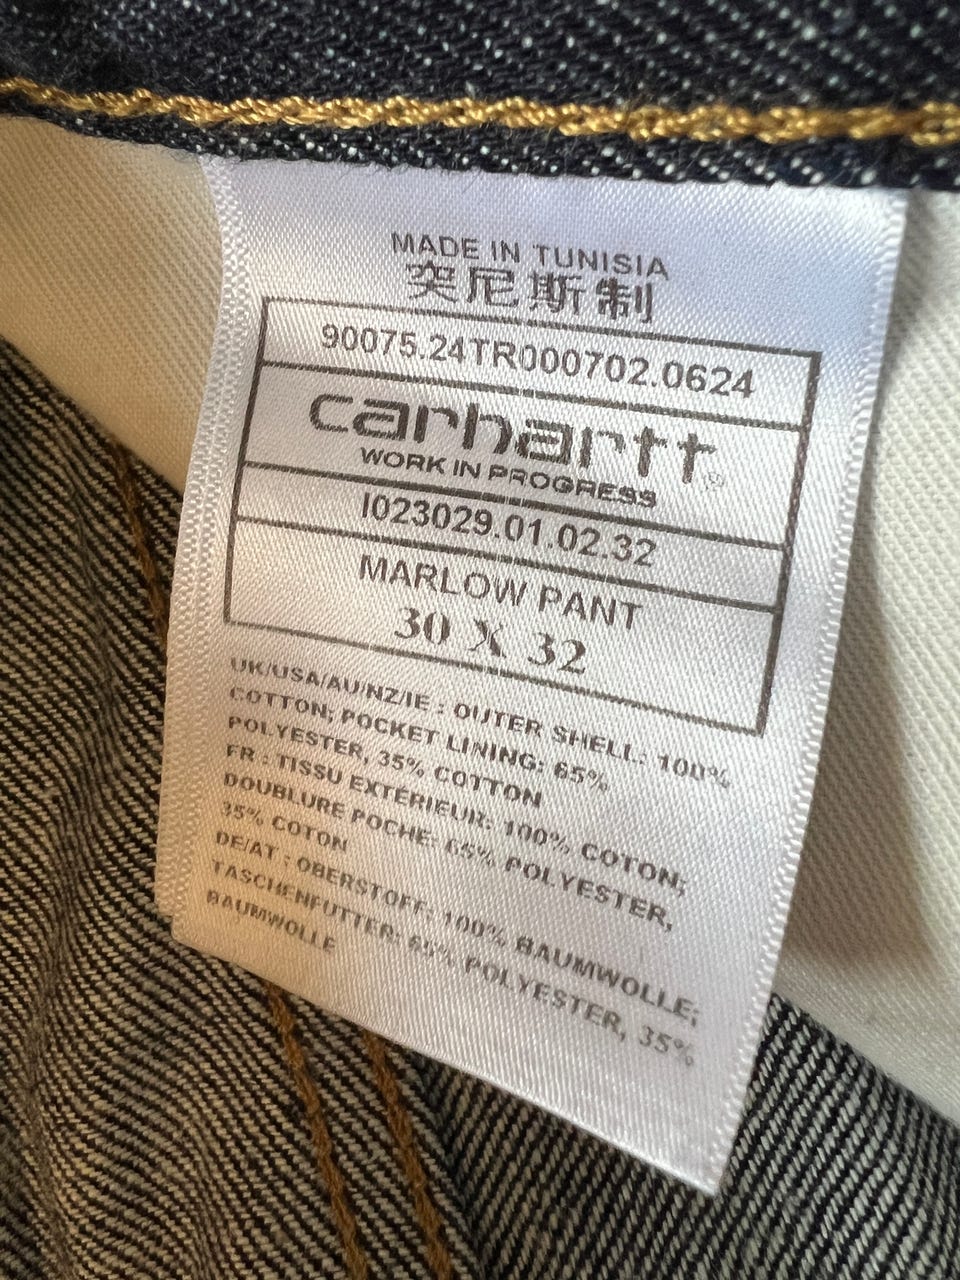 MADE IN TUNISIA
突尼斯制
90075.24TR000702.0624
carhartt®
WORK IN PROGRESS
I023029.01.02.32
MARLOW PANT
30 X 32
UK/USA/AU/NZ/IE : OUTER SHELL: 100%
COTTON; POCKET LINING: 65%
POLYESTER, 35% COTTON
FR : TISSU EXTÉRIEUR: 100% COTON;
DOUBLURE POCHE: 65% POLYESTER,
35% COTON
DE/AT : OBERSTOFF: 100% BAUMWOLLE;
TASCHENFUTTER: 65% POLYESTER, 35%
BAUMWOLLE